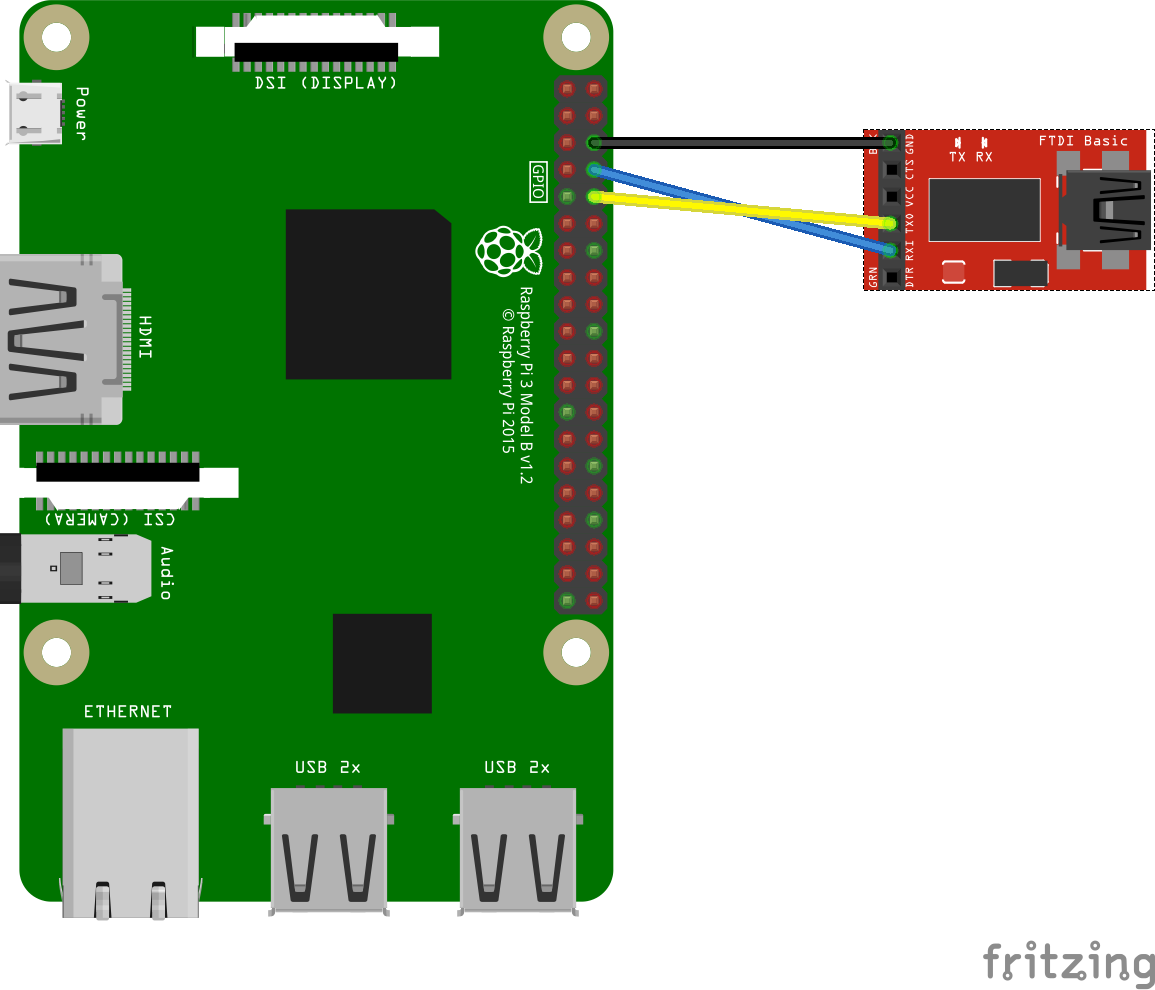 DSI (DISPLAY)
Power
GPIO
HDMI
Raspberry Pi 3 Model B v1.2
© Raspberry Pi 2015
CSI (CAMERA)
Audio
ETHERNET
USB 2x
USB 2x
FTDI Basic
TX RX
GND
CTS
VCC
TXO
RXI
DTR
GRN
fritzing